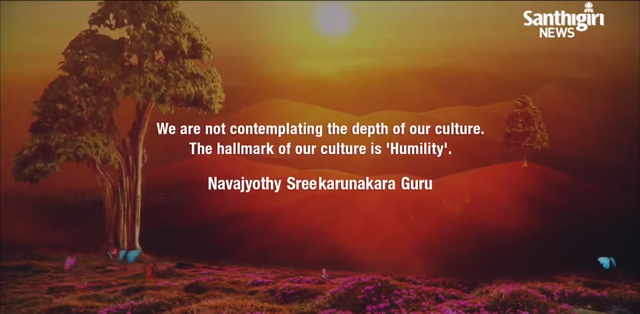 Santhigiri
NEWS
We are not contemplating the depth of our culture.
The hallmark of our culture is 'Humility'.
Navajyothy Sreekarunakara Guru